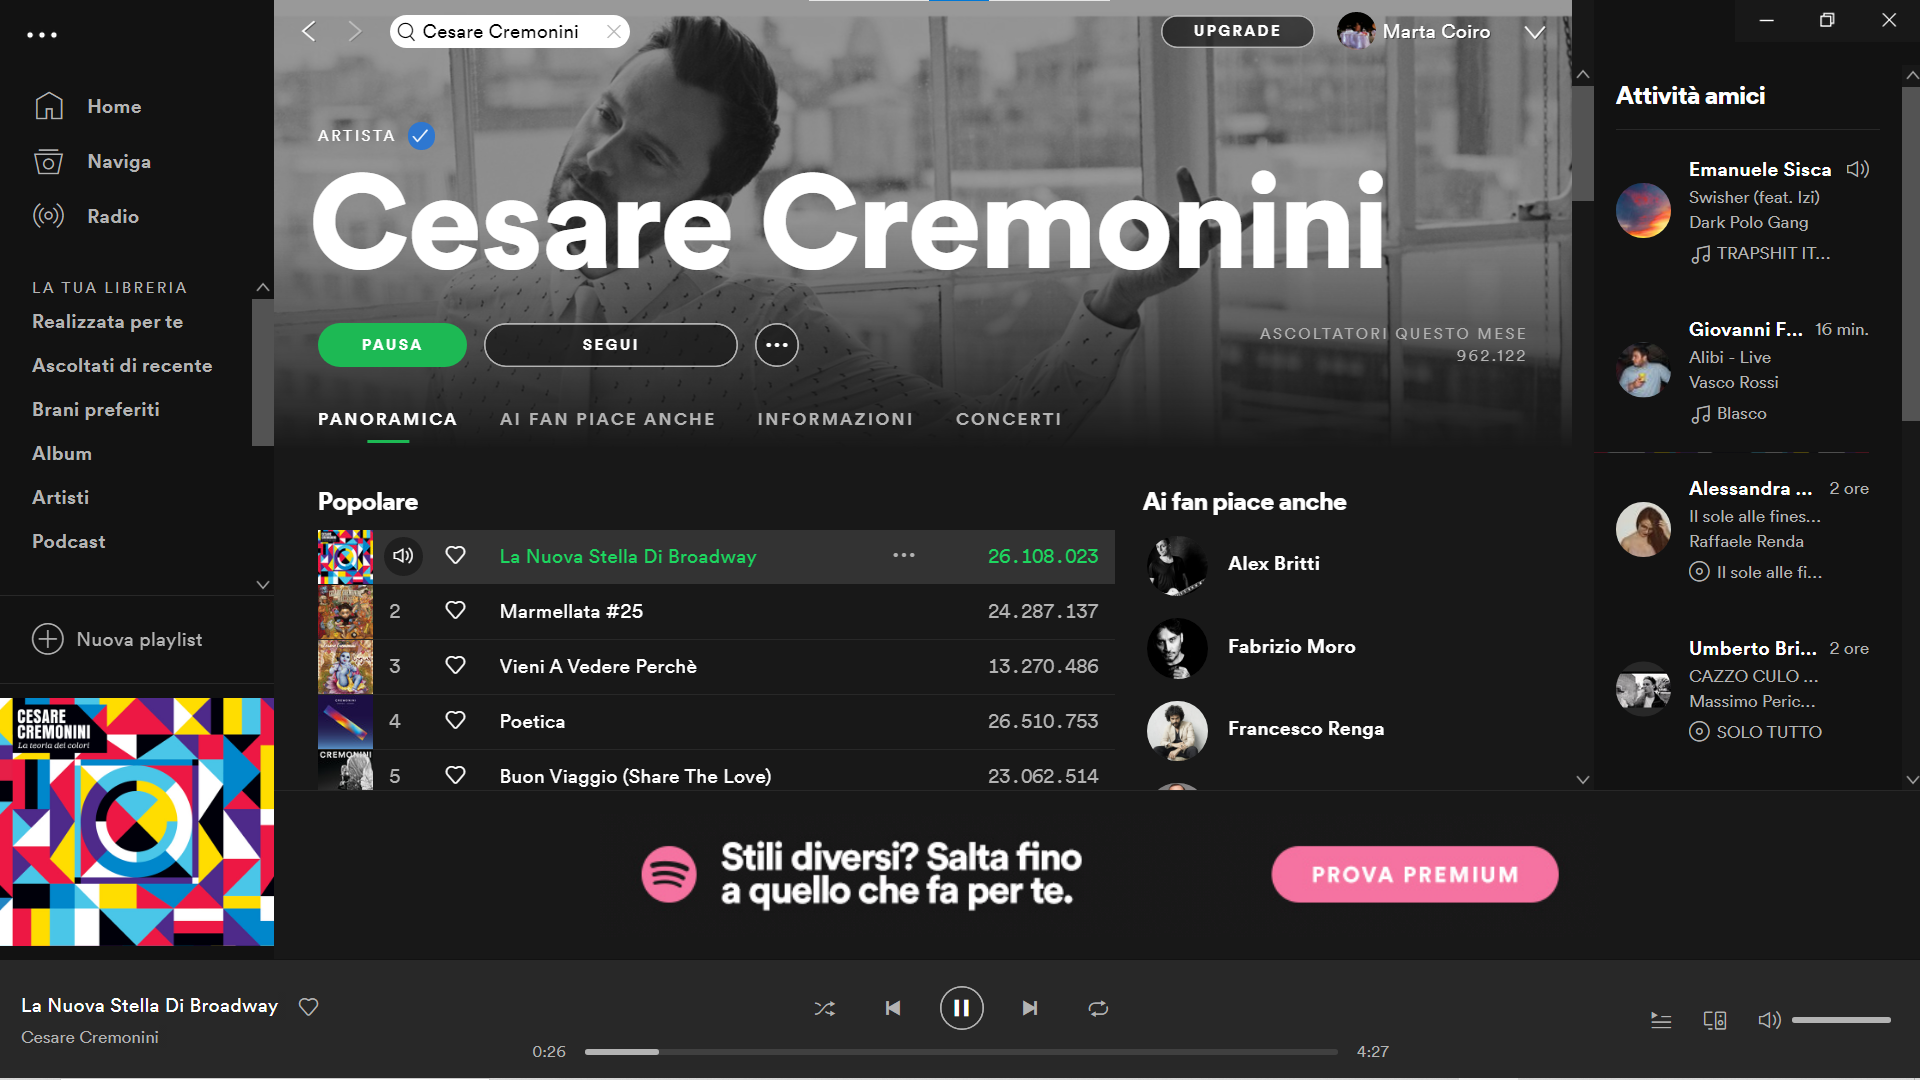 Cesare Cremonini
UPGRADE
Marta Coiro
Home
Naviga
Radio
LA TUA LIBRERIA
Realizzata per te
Ascoltati di recente
Brani preferiti
Album
Artisti
Podcast
Nuova playlist
CESARE
CREMONINI
La teoria dei colori
ARTISTA
Cesare Cremonini
PAUSA
SEGUI
ASCOLTATORI QUESTO MESE
962.122
PANORAMICA
AI FAN PIACE ANCHE
INFORMAZIONI
CONCERTI
Popolare
La Nuova Stella Di Broadway 26.108.023
2 Marmellata #25 24.287.137
3 Vieni A Vedere Perchè 13.270.486
4 Poetica 26.510.753
CREMONINI
5 Buon Viaggio (Share The Love) 23.062.514
Ai fan piace anche
Alex Britti
Fabrizio Moro
Francesco Renga
Attività amici
Emanuele Sisca
Swisher (feat. Izi)
Dark Polo Gang
TRAPSHIT IT...
Giovanni F... 16 min.
Alibi - Live
Vasco Rossi
Blasco
Alessandra ... 2 ore
Il sole alle fines...
Raffaele Renda
Il sole alle fi...
Umberto Bri... 2 ore
CAZZO CULO ...
Massimo Peric...
SOLO TUTTO
Stili diversi? Salta fino
a quello che fa per te.
PROVA PREMIUM
La Nuova Stella Di Broadway
Cesare Cremonini
0:26
4:27